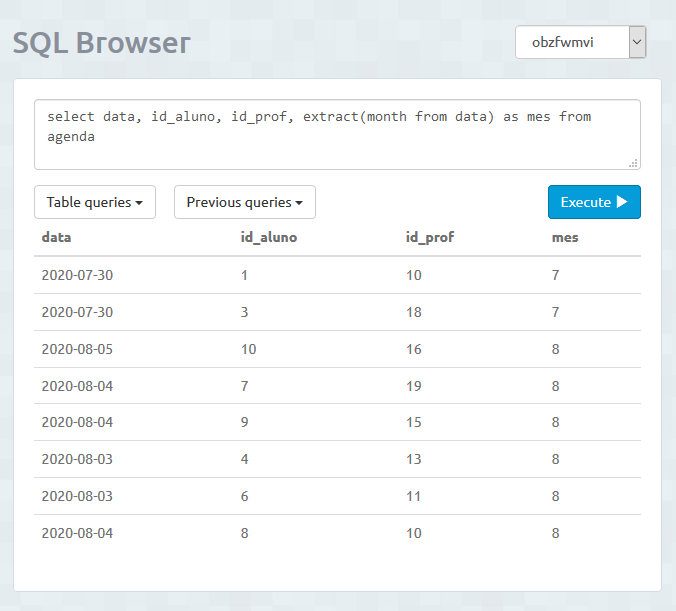 SQL Browser
obzfwmvi
select data, id_aluno, id_prof, extract(month from data) as mes from
agenda
Table queries Previous queries Execute
data id_aluno id_prof mes
2020-07-30 1 10 7
2020-07-30 3 18 7
2020-08-05 10 16 8
2020-08-04 7 19 8
2020-08-04 9 15 8
2020-08-03 4 13 8
2020-08-03 6 11 8
2020-08-04 8 10 8